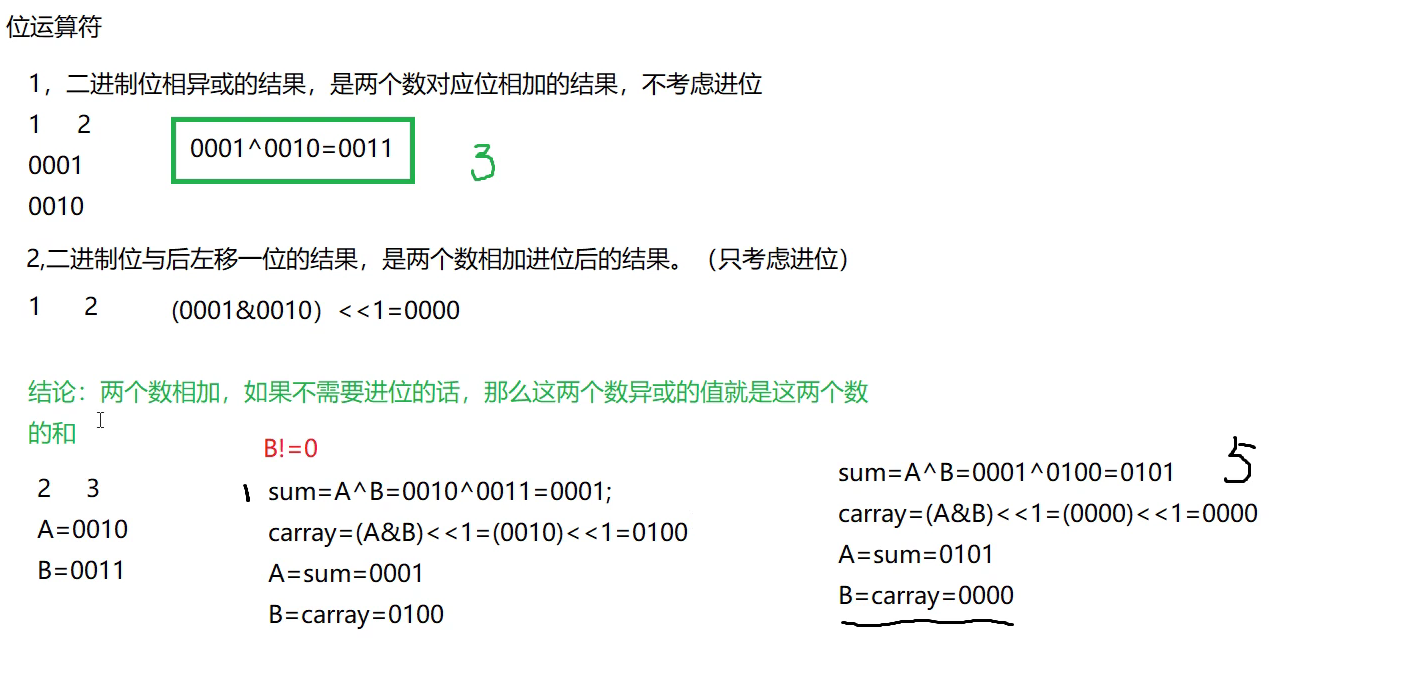 位运算符
1，二进制位相异或的结果，是两个数对应位相加的结果，不考虑进位
1 2
0001^0010=0011
3
0001
0010
2,二进制位与后左移一位的结果，是两个数相加进位后的结果。（只考虑进位）
1 2 (0001&0010）<<1=0000
结论：两个数相加，如果不需要进位的话，那么这两个数异或的值就是这两个数
的和
2 3
A=0010
B=0011
B!=0
1 sum=A^B=0010^0011=0001;
carray=(A&B)<<1=(0010)<<1=0100
A=sum=0001
B=carray=0100
sum=A^B=0001^0100=0101
5
carray=(A&B)<<1=(0000)<<1=0000
A=sum=0101
B=carray=0000